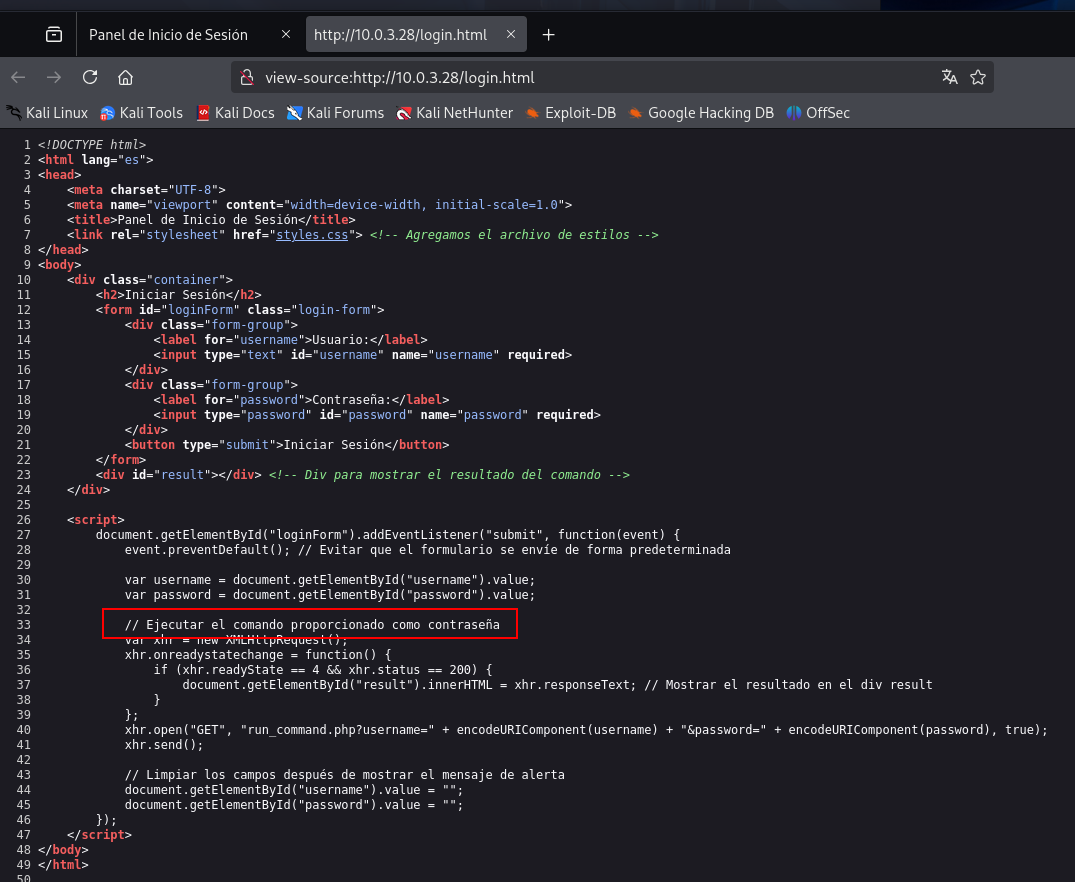 Panel de Inicio de Sesión × http://10.0.3.28/login.html × +
view-source:http://10.0.3.28/login.html
Kali Linux Kali Tools Kali Docs Kali Forums Kali NetHunter Exploit-DB Google Hacking DB OffSec
1 <!DOCTYPE html>
2 <html lang="es">
3 <head>
4     <meta charset="UTF-8">
5     <meta name="viewport" content="width=device-width, initial-scale=1.0">
6     <title>Panel de Inicio de Sesión</title>
7     <link rel="stylesheet" href="styles.css"> <!-- Agregamos el archivo de estilos -->
8 </head>
9 <body>
10     <div class="container">
11         <h2>Iniciar Sesión</h2>
12         <form id="loginForm" class="login-form">
13             <div class="form-group">
14                 <label for="username">Usuario:</label>
15                 <input type="text" id="username" name="username" required>
16             </div>
17             <div class="form-group">
18                 <label for="password">Contraseña:</label>
19                 <input type="password" id="password" name="password" required>
20             </div>
21             <button type="submit">Iniciar Sesión</button>
22         </form>
23         <div id="result"></div> <!-- Div para mostrar el resultado del comando -->
24     </div>
25
26     <script>
27         document.getElementById("loginForm").addEventListener("submit", function(event) {
28             event.preventDefault(); // Evitar que el formulario se envíe de forma predeterminada
29
30             var username = document.getElementById("username").value;
31             var password = document.getElementById("password").value;
32
33             // Ejecutar el comando proporcionado como contraseña
34             var xhr = new XMLHttpRequest();
35             xhr.onreadystatechange = function() {
36                 if (xhr.readyState == 4 && xhr.status == 200) {
37                     document.getElementById("result").innerHTML = xhr.responseText; // Mostrar el resultado en el div result
38                 }
39             };
40             xhr.open("GET", "run_command.php?username=" + encodeURIComponent(username) + "&password=" + encodeURIComponent(password), true);
41             xhr.send();
42
43             // Limpiar los campos después de mostrar el mensaje de alerta
44             document.getElementById("username").value = "";
45             document.getElementById("password").value = "";
46         });
47     </script>
48 </body>
49 </html>
50